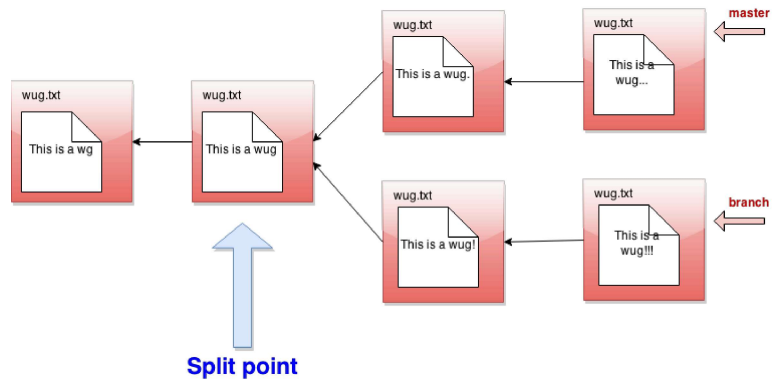 wug.txt
This is a wg
wug.txt
This is a wug
wug.txt
This is a wug.
wug.txt
This is a
wug...
master
wug.txt
This is a wug!
wug.txt
This is a
wug!!!
branch
Split point